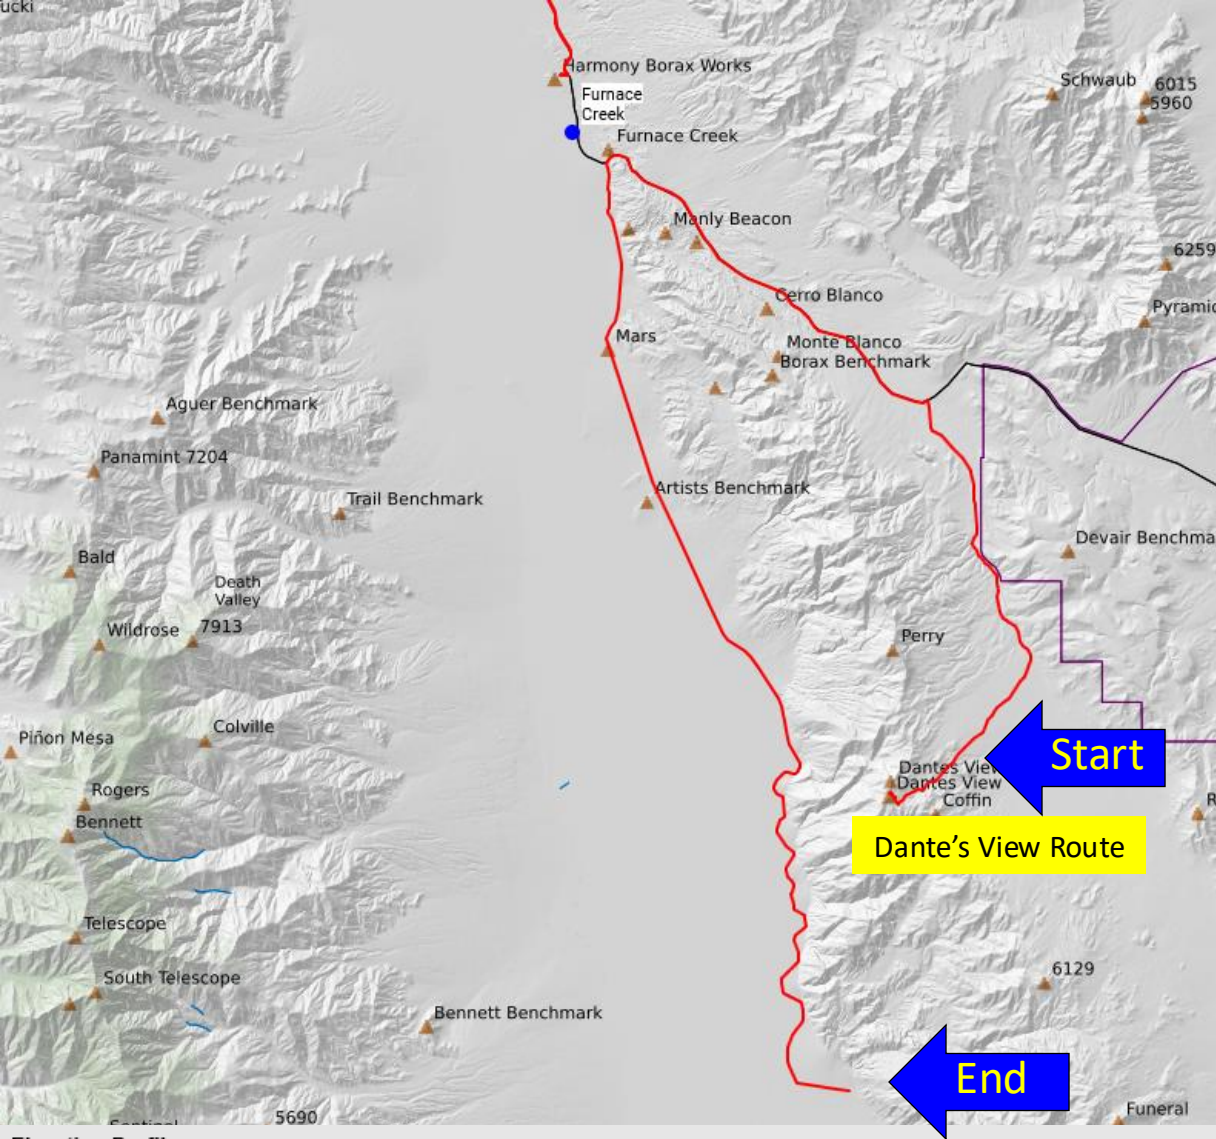 ucki
Harmony Borax Works
Schwaub
6015
5960
Furnace
Creek
Furnace Creek
Manly Beacon
6259
Cerro Blanco
Pyramid
Mars
Monte Blanco
Borax Benchmark
Aguer Benchmark
Panamint 7204
Trail Benchmark
Artists Benchmark
Devair Benchma
Bald
Death
Valley
Wildrose
7913
Perry
Colville
Piñon Mesa
Start
Dantes View
Dantes View
Coffin
Rogers
R
Bennett
Dante's View Route
Telescope
South Telescope
6129
Bennett Benchmark
End
5690
Funeral